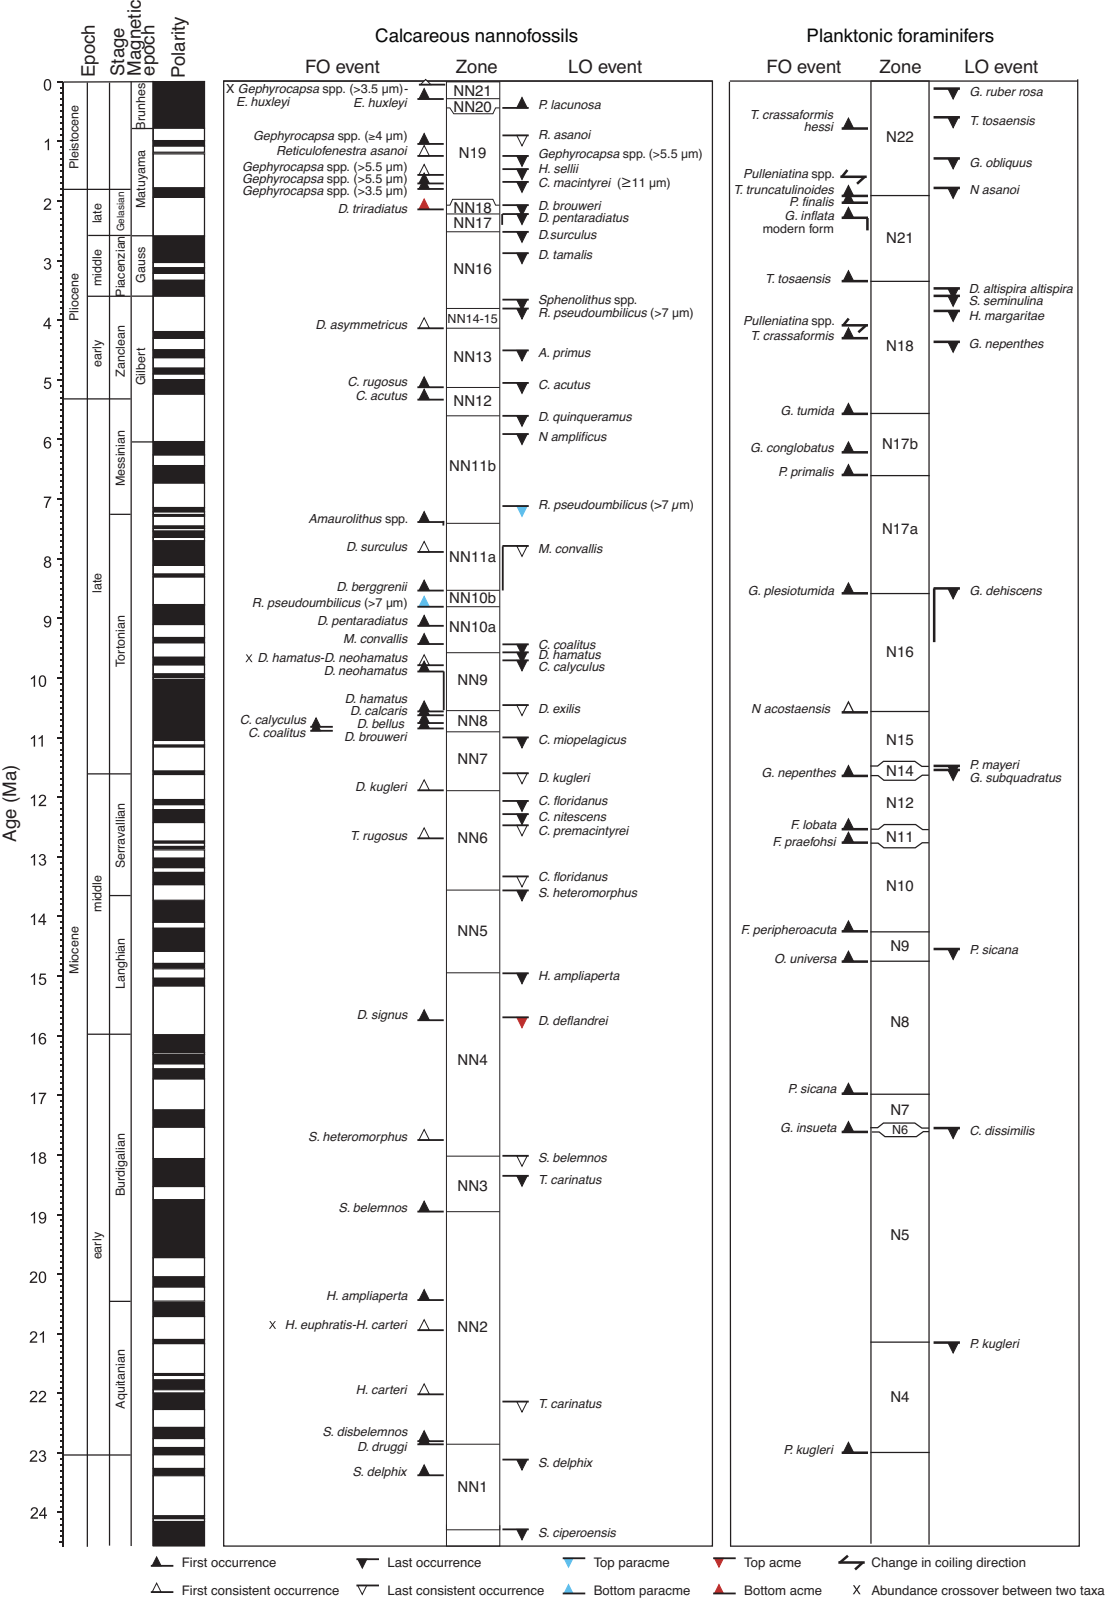 Calcareous nannofossils
Planktonic foraminifers
Epoch
Stage
Magnetic epoch
Polarity
FO event
Zone
LO event
FO event
Zone
LO event
Age (Ma)
0
1
2
3
4
5
6
7
8
9
10
11
12
13
14
15
16
17
18
19
20
21
22
23
24
Pleistocene
Pliocene
Miocene
late
middle
early
late
middle
early
Gelasian
Piacenzian
Zanclean
Messinian
Tortonian
Serravallian
Langhian
Burdigalian
Aquitanian
Brunhes
Matuyama
Gauss
Gilbert
X Gephyrocapsa spp. (>3.5 µm)-
E. huxleyi
E. huxleyi
Gephyrocapsa spp. (≥4 µm)
Reticulofenestra asanoi
Gephyrocapsa spp. (>5.5 µm)
Gephyrocapsa spp. (>5.5 µm)
Gephyrocapsa spp. (>3.5 µm)
D. triradiatus
D. asymmetricus
C. rugosus
C. acutus
Amaurolithus spp.
D. surculus
D. berggrenii
R. pseudoumbilicus (>7 µm)
D. pentaradiatus
M. convallis
X D. hamatus-D. neohamatus
D. neohamatus
D. hamatus
D. calcaris
C. calyculus
D. bellus
C. coalitus
D. brouweri
D. kugleri
T. rugosus
D. signus
S. heteromorphus
S. belemnos
H. ampliaperta
X H. euphratis-H. carteri
H. carteri
S. disbelemnos
D. druggi
S. delphix
NN21
NN20
N19
NN18
NN17
NN16
NN14-15
NN13
NN12
NN11b
NN11a
NN10b
NN10a
NN9
NN8
NN7
NN6
NN5
NN4
NN3
NN2
NN1
P. lacunosa
R. asanoi
Gephyrocapsa spp. (>5.5 µm)
H. sellii
C. macintyrei (≥11 µm)
D. brouweri
D. pentaradiatus
D.surculus
D. tamalis
Sphenolithus spp.
R. pseudoumbilicus (>7 µm)
A. primus
C. acutus
D. quinqueramus
N amplificus
R. pseudoumbilicus (>7 µm)
M. convallis
C. coalitus
D. hamatus
C. calyculus
D. exilis
C. miopelagicus
D. kugleri
C. floridanus
C. nitescens
C. premacintyrei
C. floridanus
S. heteromorphus
H. ampliaperta
D. deflandrei
S. belemnos
T. carinatus
T. carinatus
S. delphix
S. ciperoensis
T. crassaformis
hessi
Pulleniatina spp.
T. truncatulinoides
P. finalis
G. inflata
modern form
T. tosaensis
Pulleniatina spp.
T. crassaformis
G. tumida
G. conglobatus
P. primalis
G. plesiotumida
N acostaensis
G. nepenthes
F. lobata
F. praefohsi
F. peripheroacuta
O. universa
P. sicana
G. insueta
P. kugleri
N22
N21
N18
N17b
N17a
N16
N15
N14
N12
N11
N10
N9
N8
N7
N6
N5
N4
G. ruber rosa
T. tosaensis
G. obliquus
N asanoi
D. altispira altispira
S. seminulina
H. margaritae
G. nepenthes
G. dehiscens
P. mayeri
G. subquadratus
P. sicana
C. dissimilis
P. kugleri
First occurrence
Last occurrence
Top paracme
Top acme
Change in coiling direction
First consistent occurrence
Last consistent occurrence
Bottom paracme
Bottom acme
X Abundance crossover between two taxa